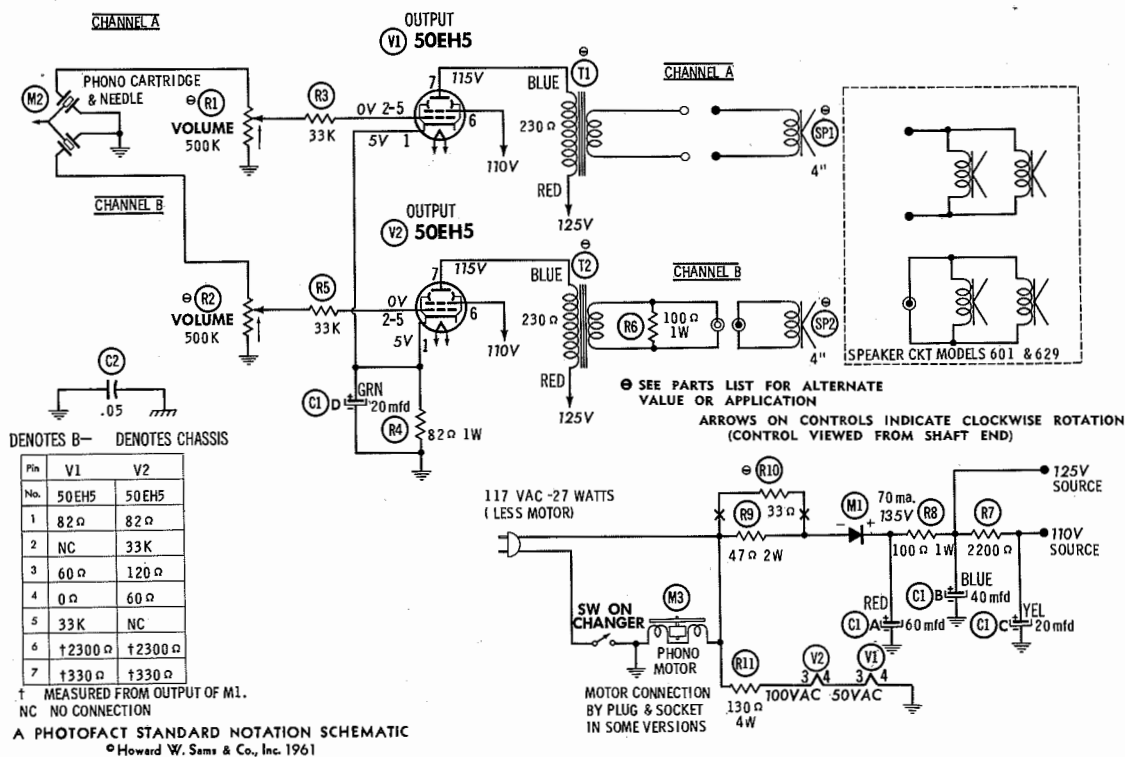 CHANNEL A
OUTPUT
V1 50EH5
M2
PHONO CARTRIDGE
& NEEDLE
⊖ R1
VOLUME
500K
R3
33K
0V 2-5
5V 1
7 115V
6
110V
BLUE
⊖
T1
230 Ω
RED
125V
CHANNEL A
⊖
SP1
4"
CHANNEL B
OUTPUT
V2 50EH5
⊖ R2
VOLUME
500K
R5
33K
0V
2-5
5V 1
7 115V
6
110V
BLUE
⊖
T2
230 Ω
RED
125V
CHANNEL B
R6
100 Ω
1W
⊖
SP2
4"
SPEAKER CKT MODELS 601 & 629
C2
.05
DENOTES B— DENOTES CHASSIS
C1 D
GRN
20 mfd
R4
82 Ω 1W
⊖ SEE PARTS LIST FOR ALTERNATE
VALUE OR APPLICATION
ARROWS ON CONTROLS INDICATE CLOCKWISE ROTATION
(CONTROL VIEWED FROM SHAFT END)
Pin V1 V2
No. 50EH5 50EH5
1 82 Ω 82 Ω
2 NC 33K
3 60 Ω 120 Ω
4 0 Ω 60 Ω
5 33K NC
6 †2300 Ω †2300 Ω
7 †330 Ω †330 Ω
† MEASURED FROM OUTPUT OF M1.
NC NO CONNECTION
A PHOTOFACT STANDARD NOTATION SCHEMATIC
© Howard W. Sams & Co., Inc. 1961
117 VAC -27 WATTS
( LESS MOTOR)
⊖ R10
33 Ω
R9
47 Ω 2W
M1
- +
70 ma.
135V
R8
100 Ω 1W
R7
2200 Ω
125V
SOURCE
110V
SOURCE
RED
C1 A
60 mfd
BLUE
C1 B
40 mfd
YEL
C1 C
20 mfd
SW ON
CHANGER
M3
PHONO
MOTOR
MOTOR CONNECTION
BY PLUG & SOCKET
IN SOME VERSIONS
R11
130 Ω
4W
V2
3 4
V1
3 4
100VAC 50VAC